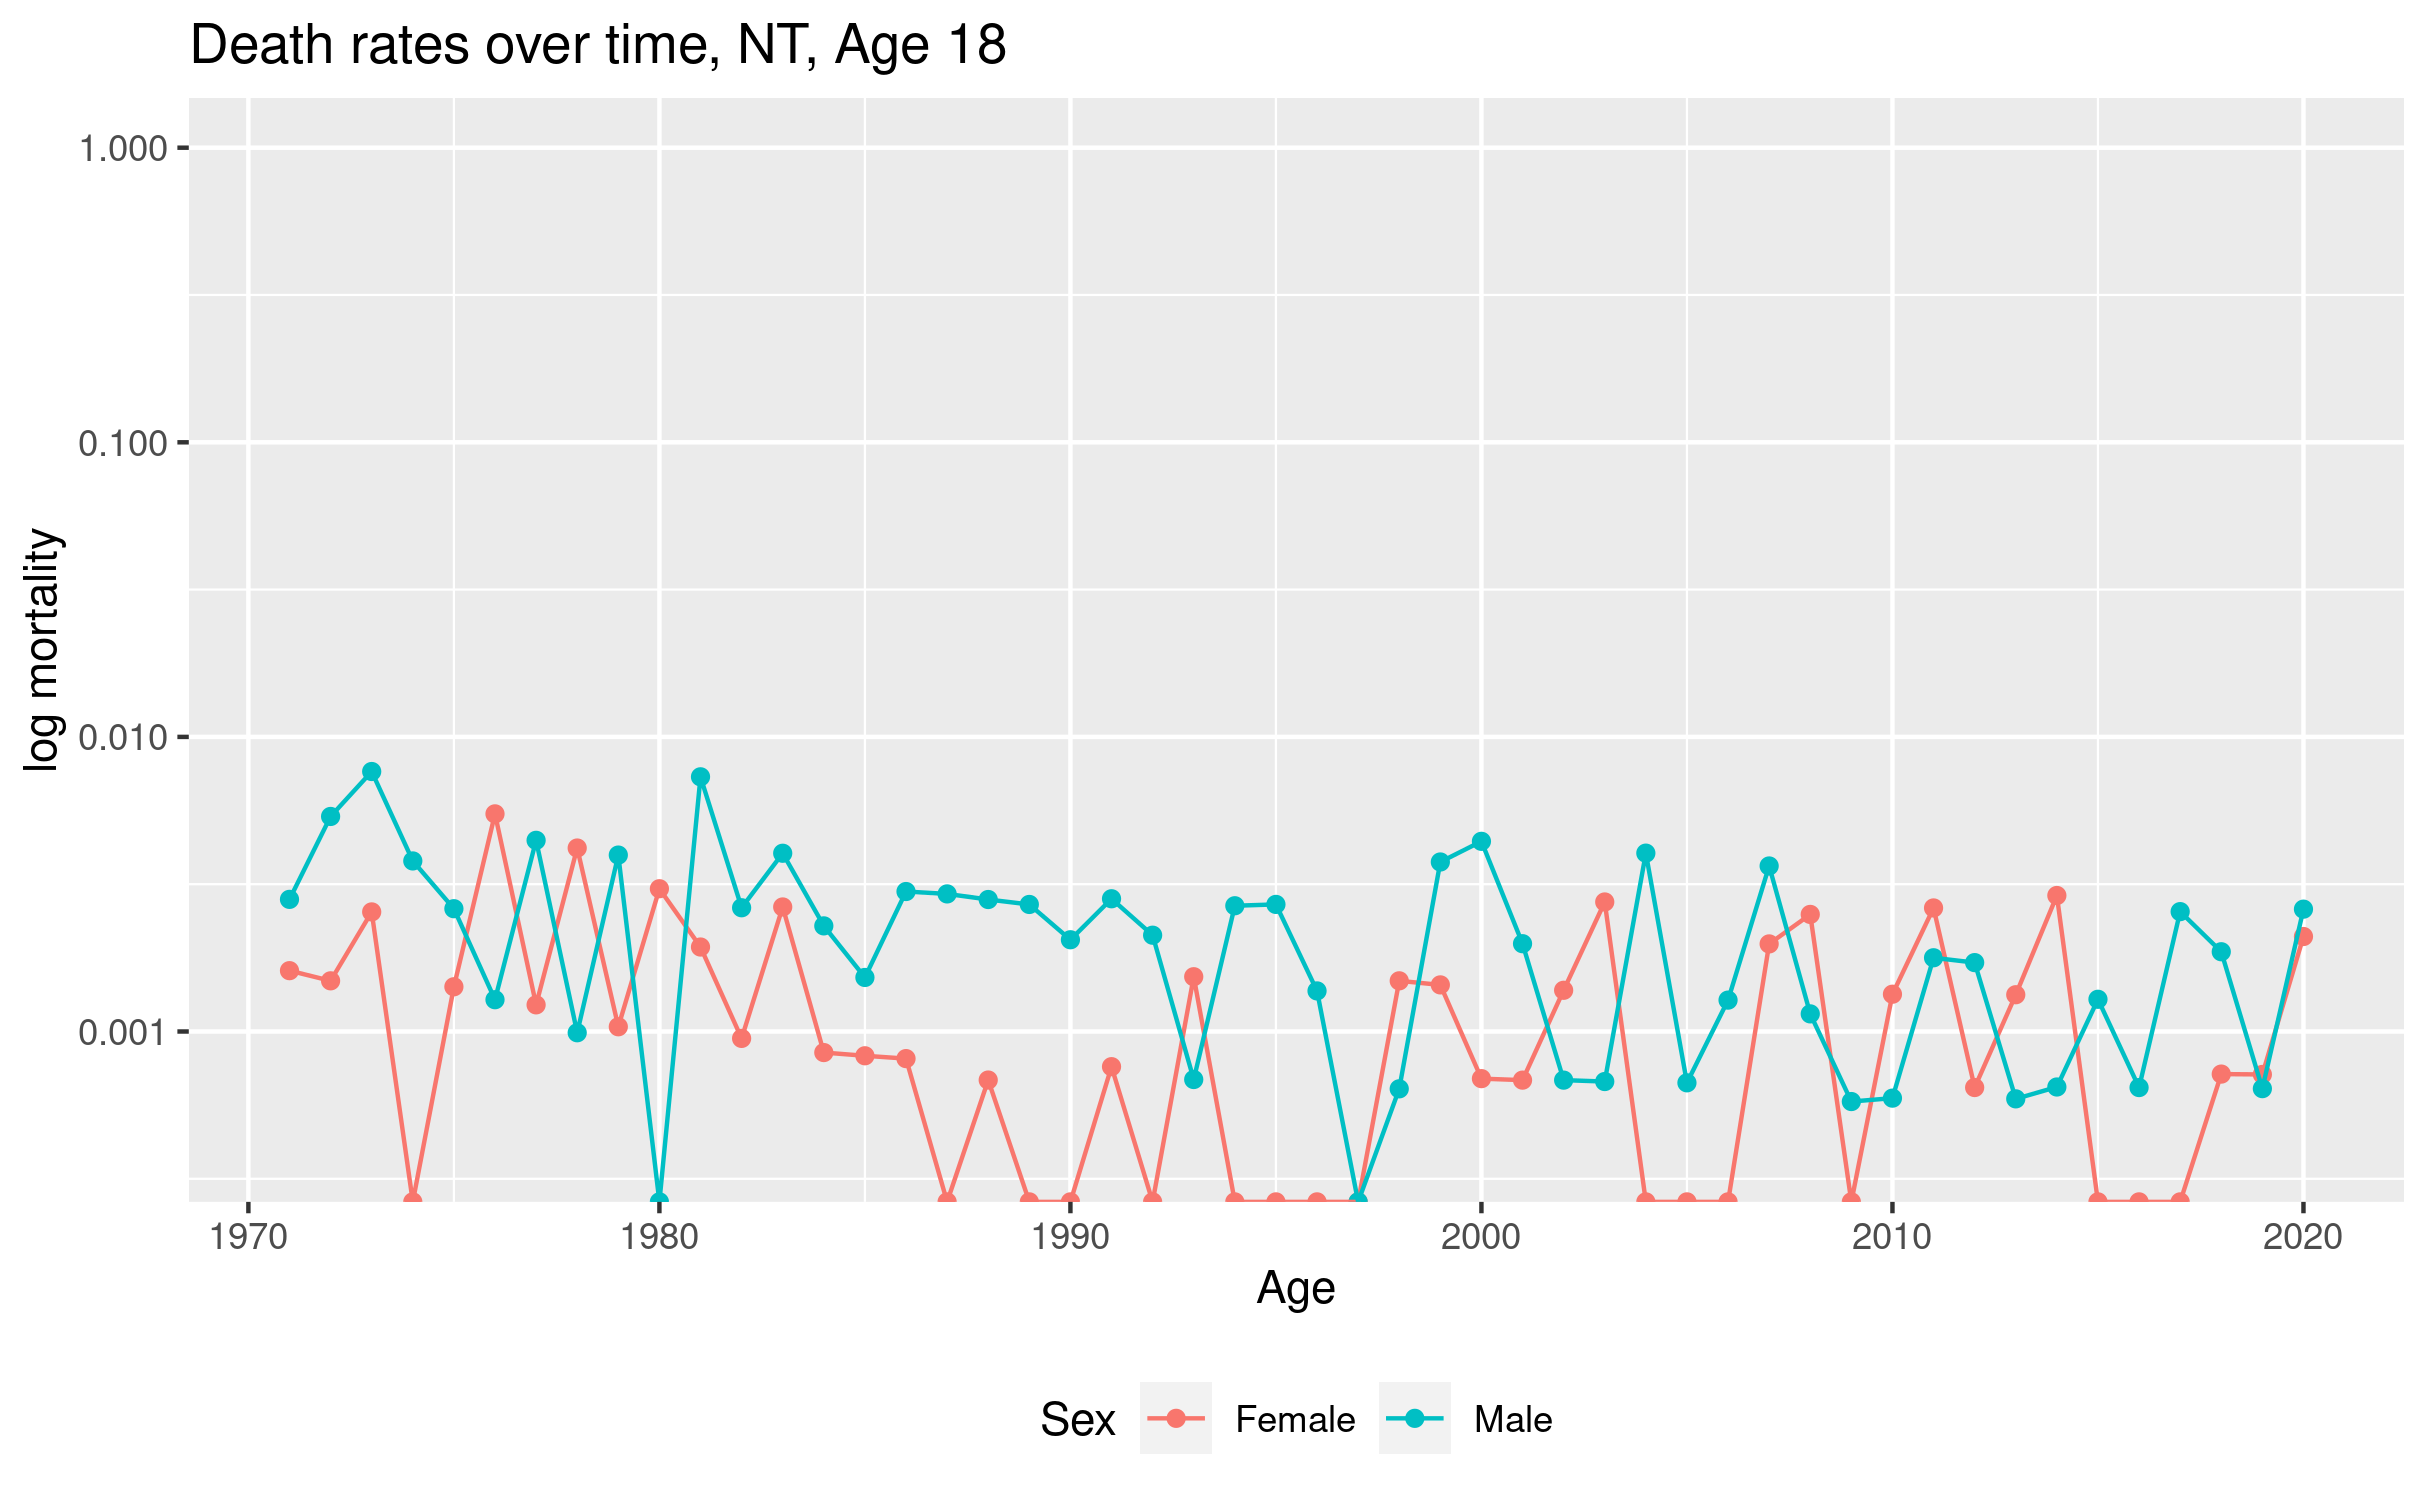 Death rates over time, NT, Age 18
log mortality
1.000
0.100
0.010
0.001
1970 1980 1990 2000 2010 2020
Age
Sex Female Male